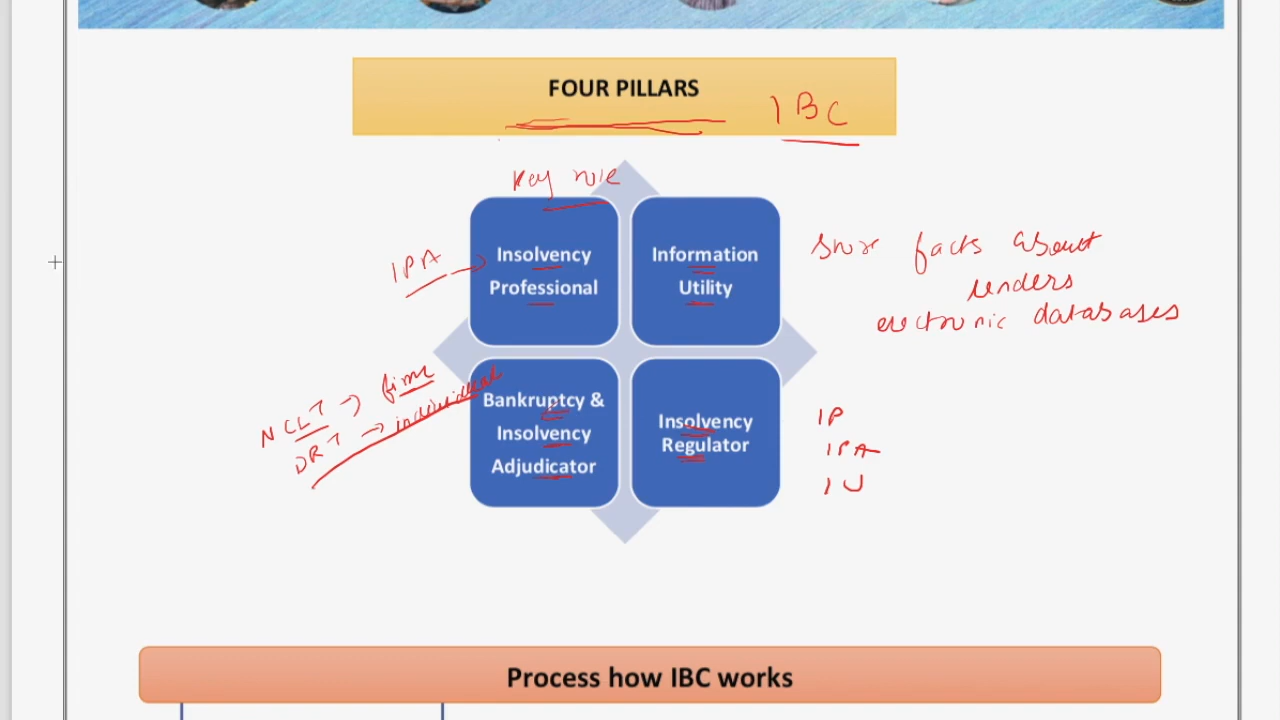 FOUR PILLARS
IBC
Key role
Insolvency
Professional
IPA
Information
Utility
Store facts about
lenders
electronic databases
Bankruptcy &
Insolvency
Adjudicator
NCLT → firm
DRT → individual
Insolvency
Regulator
IP
IPA
IU
Process how IBC works